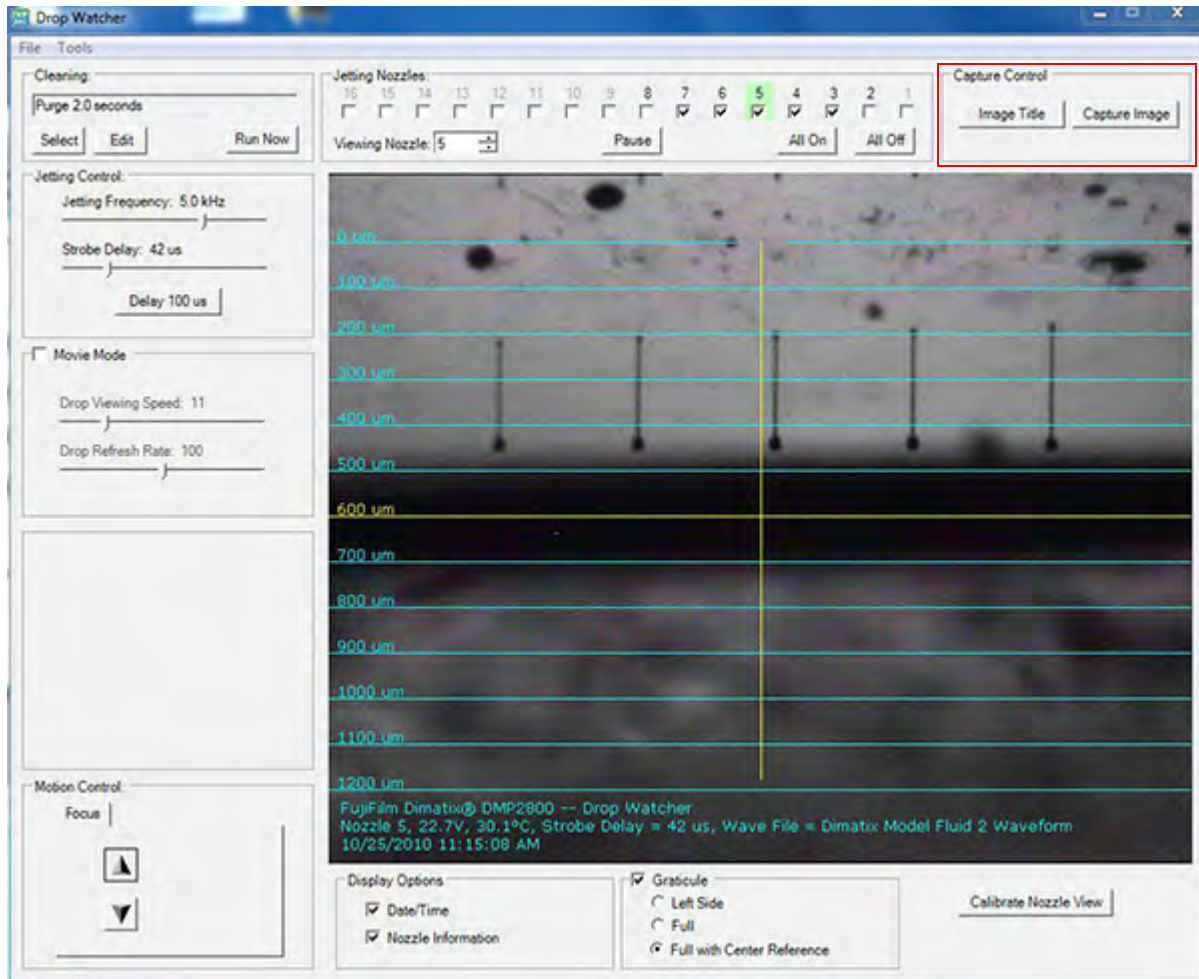 Drop Watcher
File Tools
Cleaning:
Purge 2.0 seconds
Select Edit Run Now
Jetting Nozzles:
16 15 14 13 12 11 10 9 8 7 6 5 4 3 2 1
Viewing Nozzle: 5 Pause All On All Off
Capture Control
Image Title Capture Image
Jetting Control:
Jetting Frequency: 5.0 kHz
Strobe Delay: 42 us
Delay 100 us
Movie Mode
Drop Viewing Speed: 11
Drop Refresh Rate: 100
Motion Control:
Focus
0 um
100 um
200 um
300 um
400 um
500 um
600 um
700 um
800 um
900 um
1000 um
1100 um
1200 um
FujiFilm Dimatix® DMP2800 -- Drop Watcher
Nozzle 5, 22.7V, 30.1°C, Strobe Delay = 42 us, Wave File = Dimatix Model Fluid 2 Waveform
10/25/2010 11:15:08 AM
Display Options
Date/Time
Nozzle Information
Graticule
Left Side
Full
Full with Center Reference
Calibrate Nozzle View